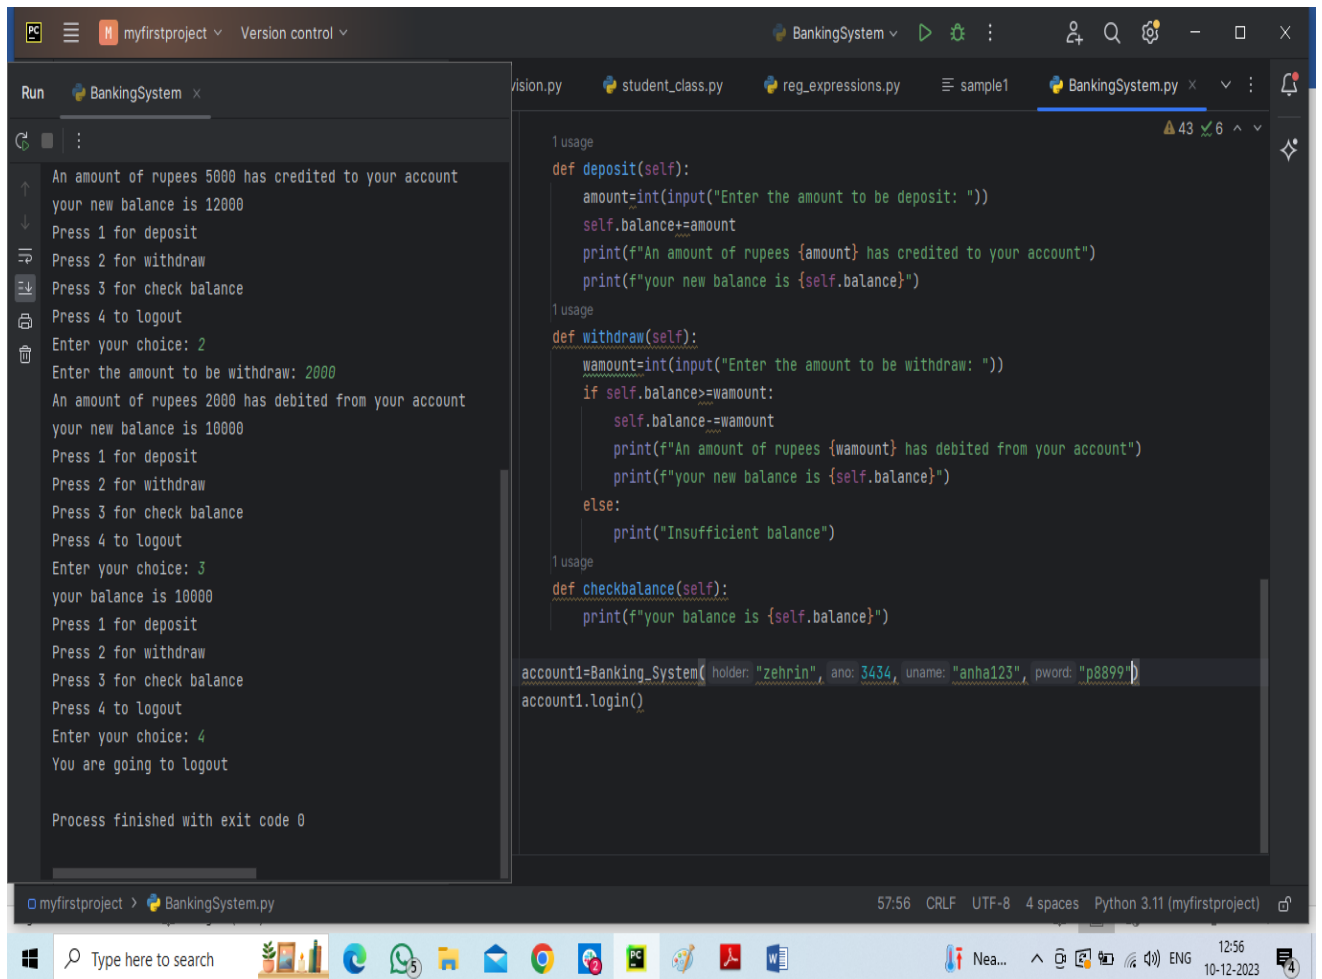 PC
M myfirstproject Version control
BankingSystem
Run BankingSystem
vision.py student_class.py reg_expressions.py sample1 BankingSystem.py
43 6
An amount of rupees 5000 has credited to your account
your new balance is 12000
Press 1 for deposit
Press 2 for withdraw
Press 3 for check balance
Press 4 to logout
Enter your choice: 2
Enter the amount to be withdraw: 2000
An amount of rupees 2000 has debited from your account
your new balance is 10000
Press 1 for deposit
Press 2 for withdraw
Press 3 for check balance
Press 4 to logout
Enter your choice: 3
your balance is 10000
Press 1 for deposit
Press 2 for withdraw
Press 3 for check balance
Press 4 to logout
Enter your choice: 4
You are going to logout
Process finished with exit code 0
1 usage
def deposit(self):
amount=int(input("Enter the amount to be deposit: "))
self.balance+=amount
print(f"An amount of rupees {amount} has credited to your account")
print(f"your new balance is {self.balance}")
1 usage
def withdraw(self):
wamount=int(input("Enter the amount to be withdraw: "))
if self.balance>=wamount:
self.balance-=wamount
print(f"An amount of rupees {wamount} has debited from your account")
print(f"your new balance is {self.balance}")
else:
print("Insufficient balance")
1 usage
def checkbalance(self):
print(f"your balance is {self.balance}")
account1=Banking_System( holder: "zehrin", ano: 3434, uname: "anha123", pword: "p8899")
account1.login()
myfirstproject > BankingSystem.py
57:56 CRLF UTF-8 4 spaces Python 3.11 (myfirstproject)
Type here to search
5
2
PC
W
Nea...
ENG
12:56
10-12-2023
4